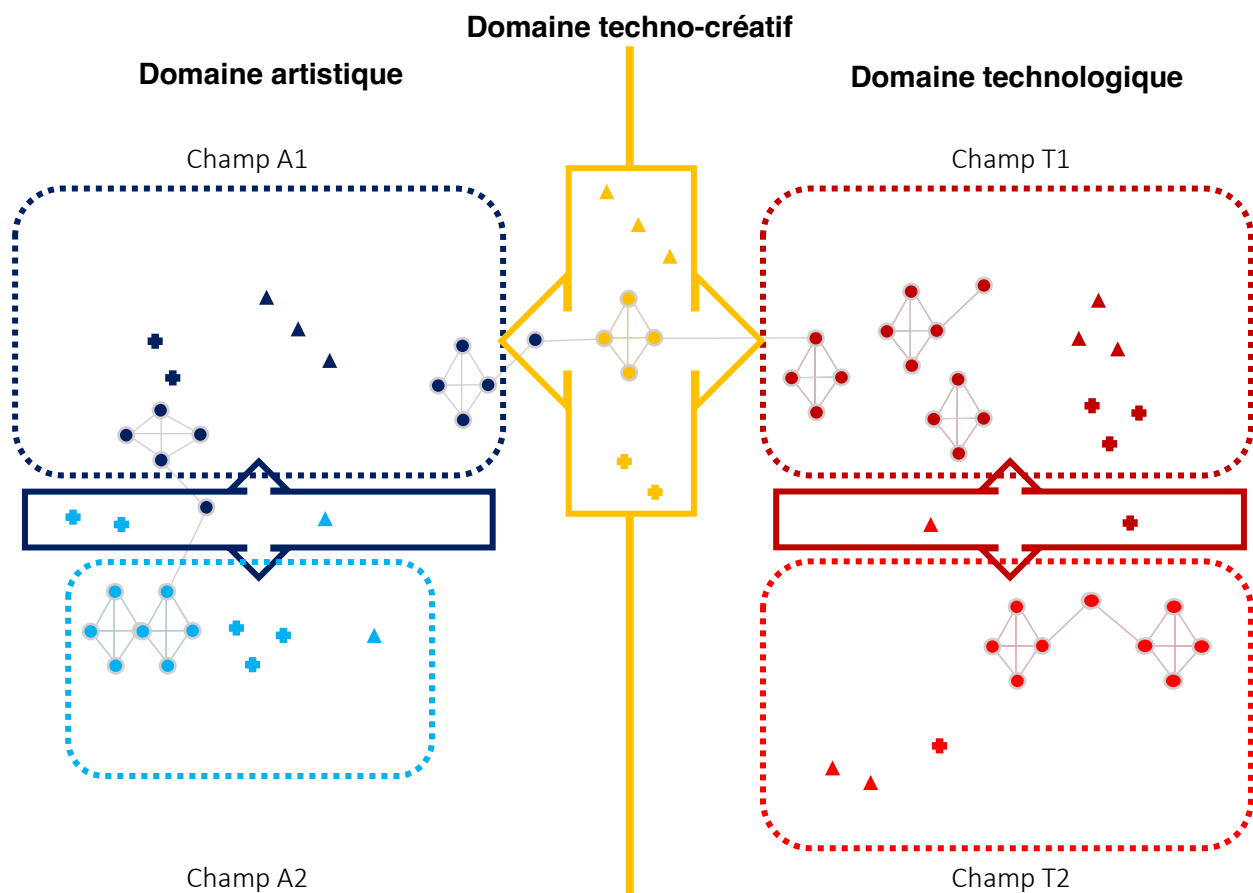 Domaine techno-créatif
Domaine artistique
Domaine technologique
Champ A1
Champ T1
Champ A2
Champ T2